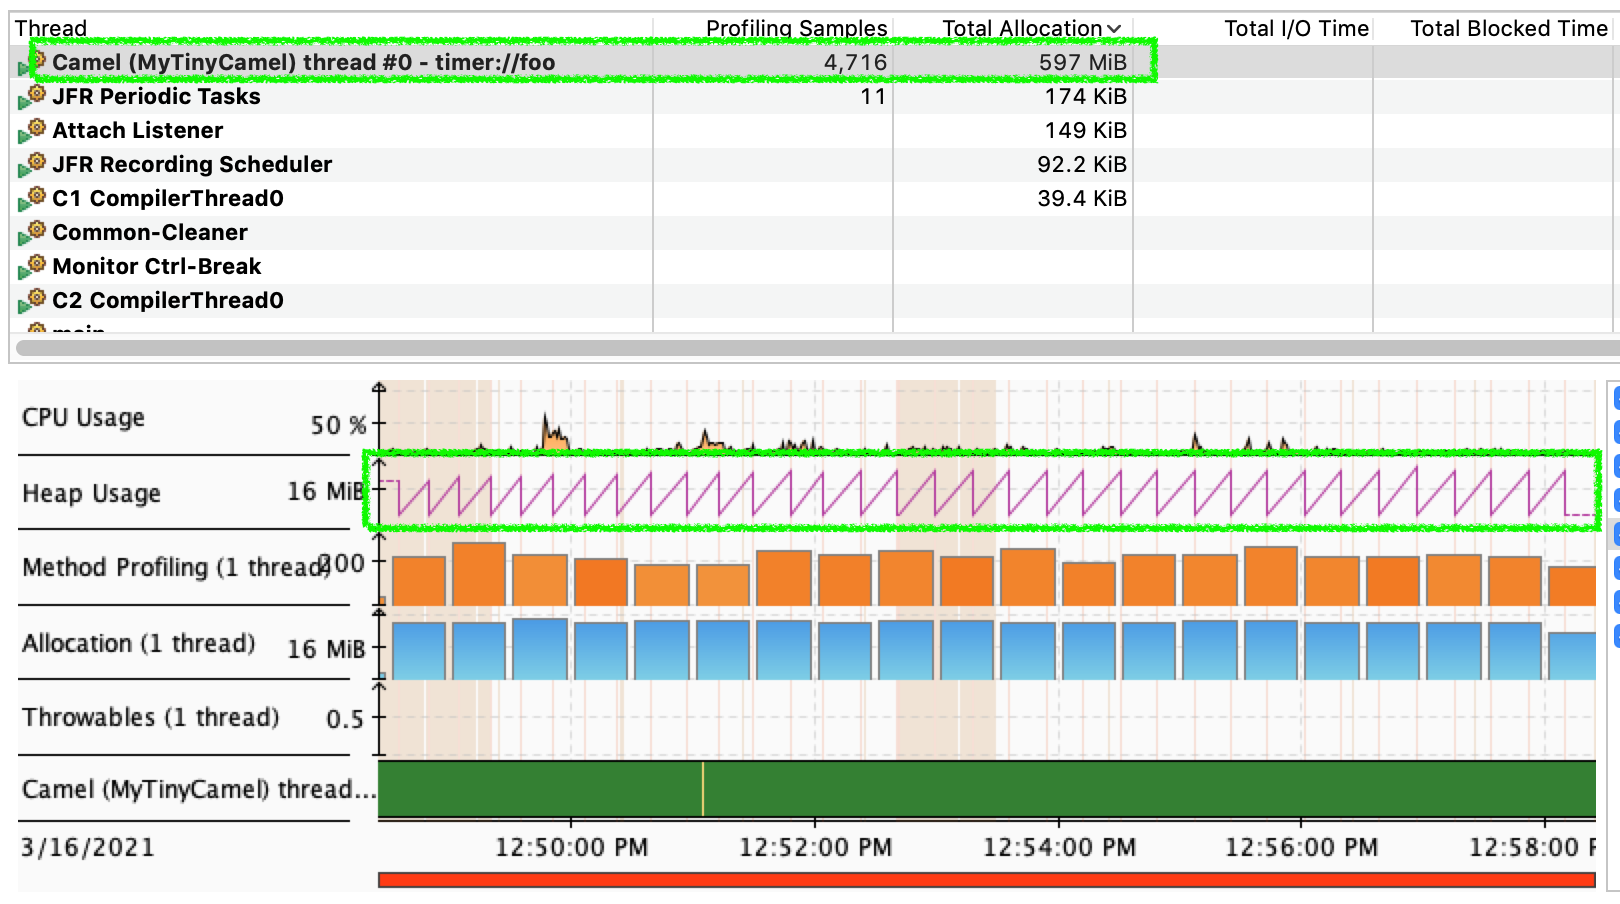 Thread Profiling Samples Total Allocation Total I/O Time Total Blocked Time
Camel (MyTinyCamel) thread #0 - timer://foo 4,716 597 MiB
JFR Periodic Tasks 11 174 KiB
Attach Listener 149 KiB
JFR Recording Scheduler 92.2 KiB
C1 CompilerThread0 39.4 KiB
Common-Cleaner
Monitor Ctrl-Break
C2 CompilerThread0
main
CPU Usage 50 %
Heap Usage 16 MiB
Method Profiling (1 thread) 200
Allocation (1 thread) 16 MiB
Throwables (1 thread) 0.5
Camel (MyTinyCamel) thread...
3/16/2021 12:50:00 PM 12:52:00 PM 12:54:00 PM 12:56:00 PM 12:58:00